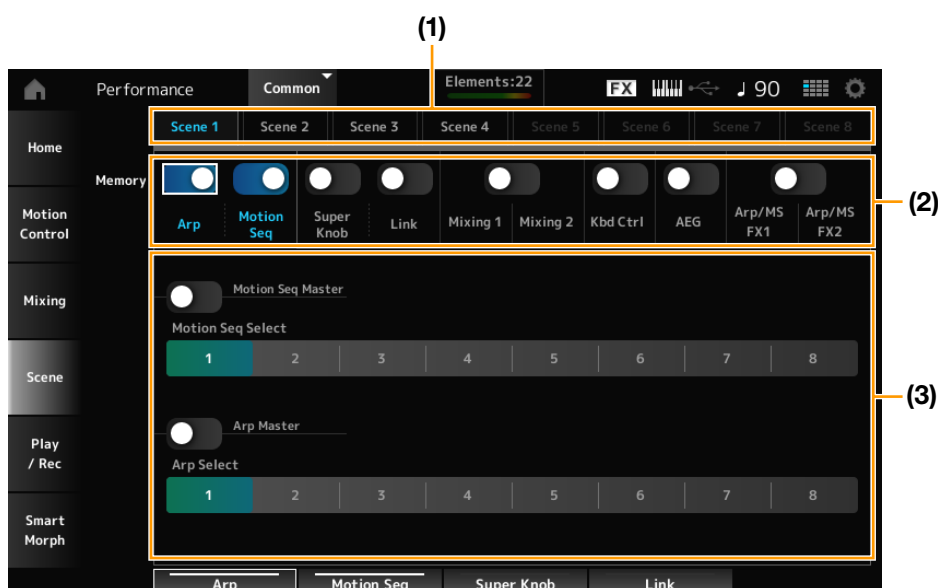 (1)
Performance Common Elements:22 FX 90
Scene 1 Scene 2 Scene 3 Scene 4 Scene 5 Scene 6 Scene 7 Scene 8
Home
Memory
(2)
Arp Motion Seq Super Knob Link Mixing 1 Mixing 2 Kbd Ctrl AEG Arp/MS FX1 Arp/MS FX2
Motion Control
Motion Seq Master
Mixing
Motion Seq Select
1 2 3 4 5 6 7 8
Scene
(3)
Arp Master
Play / Rec
Arp Select
1 2 3 4 5 6 7 8
Smart Morph
Arp Motion Seq Super Knob Link